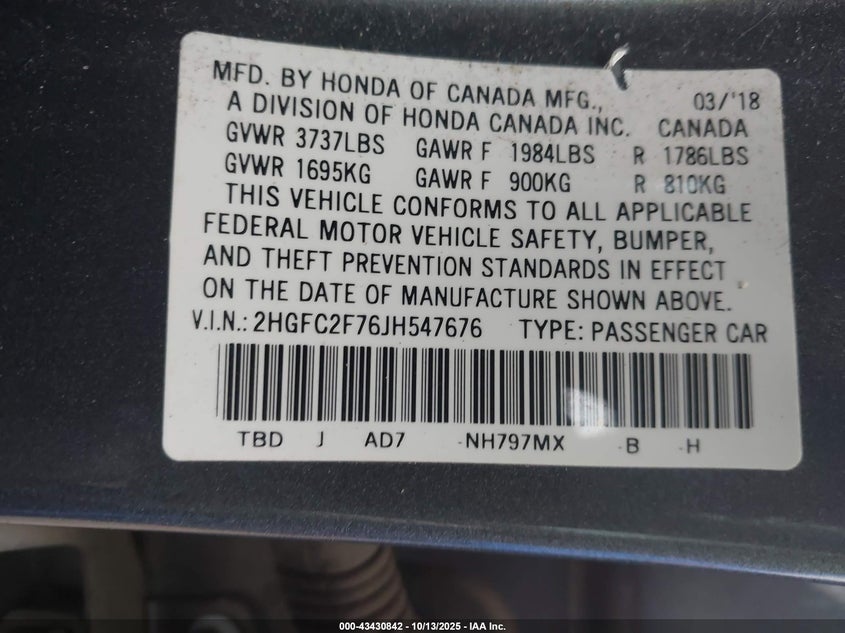 MFD. BY HONDA OF CANADA MFG., 03/'18
A DIVISION OF HONDA CANADA INC. CANADA
GVWR 3737LBS GAWR F 1984LBS R 1786LBS
GVWR 1695KG GAWR F 900KG R 810KG
THIS VEHICLE CONFORMS TO ALL APPLICABLE
FEDERAL MOTOR VEHICLE SAFETY, BUMPER,
AND THEFT PREVENTION STANDARDS IN EFFECT
ON THE DATE OF MANUFACTURE SHOWN ABOVE.
V.I.N.: 2HGFC2F76JH547676 TYPE: PASSENGER CAR
TBD J AD7 -NH797MX -B -H
000-43430842 - 10/13/2025 - IAA Inc.